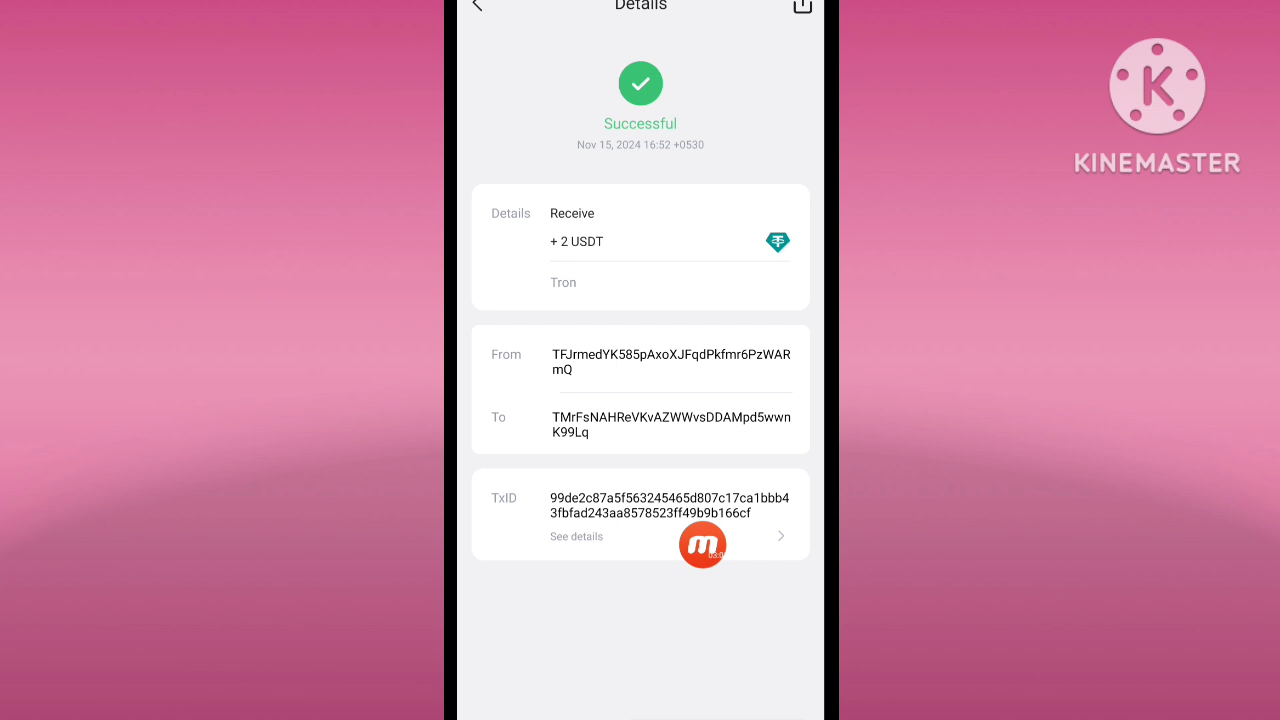 Details
Successful
Nov 15, 2024 16:52 +0530
Details Receive
+ 2 USDT
Tron
From TFJrmedYK585pAxoXJFqdPkfmr6PzWAR
mQ
To TMrFsNAHReVKvAZWWvsDDAMpd5wwn
K99Lq
TxID 99de2c87a5f563245465d807c17ca1bbb4
3fbfad243aa8578523ff49b9b166cf
See details
m
K
KINEMASTER